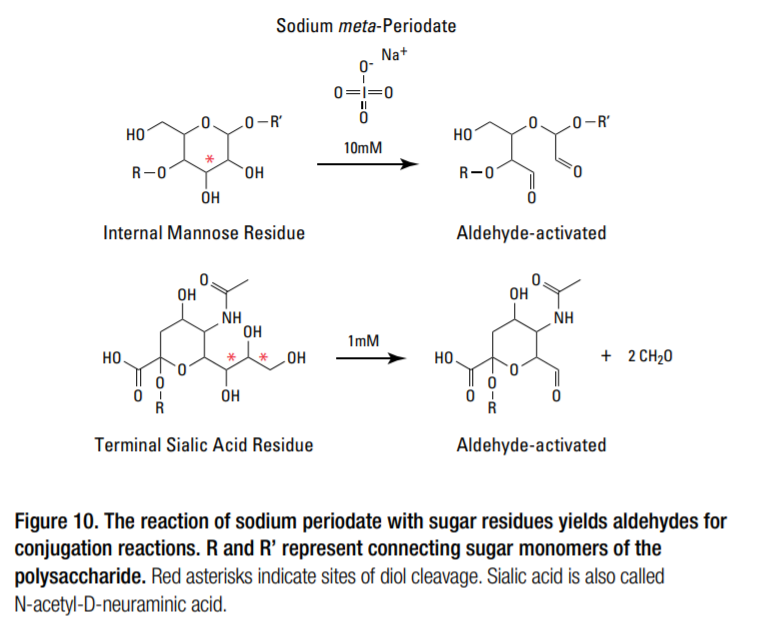 Sodium meta-Periodate
Na+
O-
O=I=O
O
O
O–R'
HO
10mM
R–O
*
OH
OH
O
O–R'
HO
R–O
O
O
Internal Mannose Residue
Aldehyde-activated
O
OH
NH
OH
HO
*
*
OH
O
O
O
OH
R
1mM
O
OH
NH
HO
O
O
O
O
R
+ 2 CH2O
Terminal Sialic Acid Residue
Aldehyde-activated
Figure 10. The reaction of sodium periodate with sugar residues yields aldehydes for
conjugation reactions. R and R’ represent connecting sugar monomers of the
polysaccharide. Red asterisks indicate sites of diol cleavage. Sialic acid is also called
N-acetyl-D-neuraminic acid.